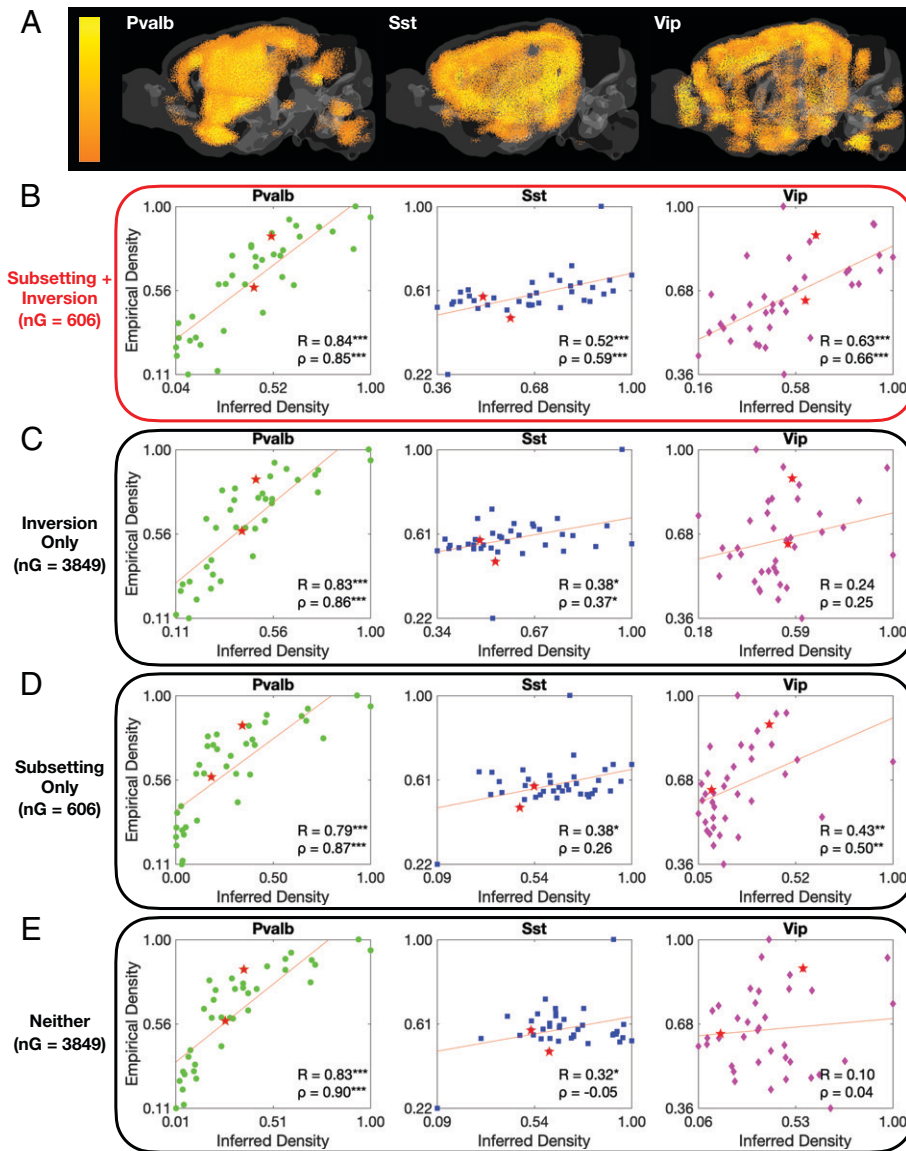 A
Pvalb
Sst
Vip
B
Subsetting +
Inversion
(nG = 606)
Pvalb
Sst
Vip
Empirical Density
1.00
0.56
0.11
0.04
0.52
1.00
Inferred Density
R = 0.84***
ρ = 0.85***
1.00
0.61
0.22
0.36
0.68
1.00
Inferred Density
R = 0.52***
ρ = 0.59***
1.00
0.68
0.36
0.16
0.58
1.00
Inferred Density
R = 0.63***
ρ = 0.66***
C
Inversion
Only
(nG = 3849)
Pvalb
Sst
Vip
Empirical Density
1.00
0.56
0.11
0.11
0.56
1.00
Inferred Density
R = 0.83***
ρ = 0.86***
1.00
0.61
0.22
0.34
0.67
1.00
Inferred Density
R = 0.38*
ρ = 0.37*
1.00
0.68
0.36
0.18
0.59
1.00
Inferred Density
R = 0.24
ρ = 0.25
D
Subsetting
Only
(nG = 606)
Pvalb
Sst
Vip
Empirical Density
1.00
0.56
0.11
0.00
0.50
1.00
Inferred Density
R = 0.79***
ρ = 0.87***
1.00
0.61
0.22
0.09
0.54
1.00
Inferred Density
R = 0.38*
ρ = 0.26
1.00
0.68
0.36
0.05
0.52
1.00
Inferred Density
R = 0.43**
ρ = 0.50**
E
Neither
(nG = 3849)
Pvalb
Sst
Vip
Empirical Density
1.00
0.56
0.11
0.01
0.51
1.00
Inferred Density
R = 0.83***
ρ = 0.90***
1.00
0.61
0.22
0.09
0.54
1.00
Inferred Density
R = 0.32*
ρ = -0.05
1.00
0.68
0.36
0.06
0.53
1.00
Inferred Density
R = 0.10
ρ = 0.04